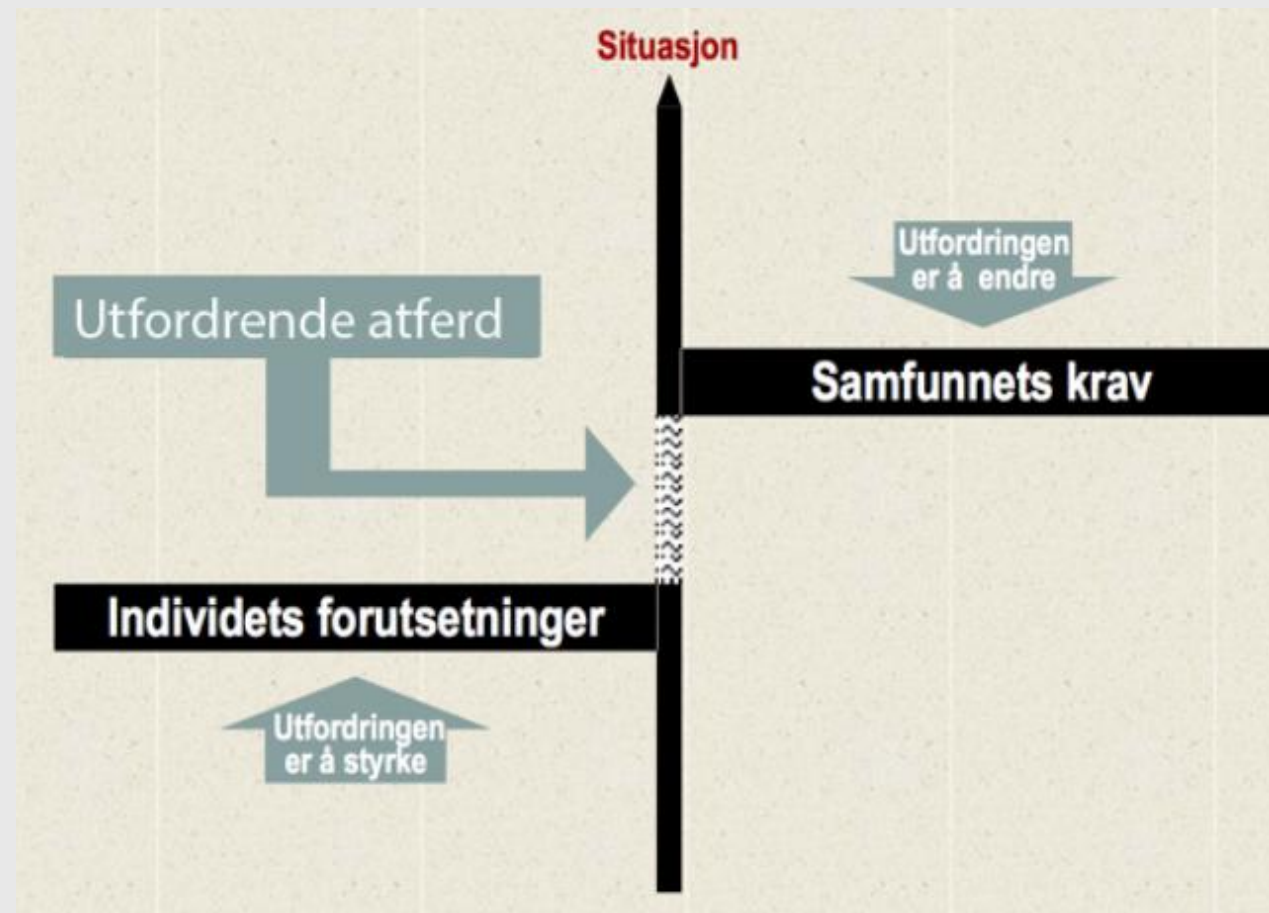 Situasjon
Utfordringen
er å endre
Utfordrende atferd
Samfunnets krav
Individets forutsetninger
Utfordringen
er å styrke